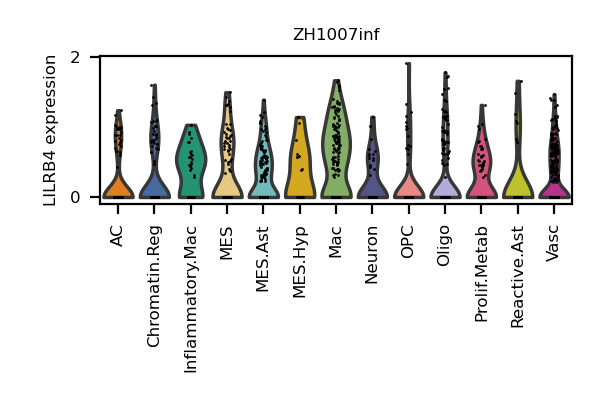 ZH1007inf
LILRB4 expression
2
0
AC
Chromatin.Reg
Inflammatory.Mac
MES
MES.Ast
MES.Hyp
Mac
Neuron
OPC
Oligo
Prolif.Metab
Reactive.Ast
Vasc